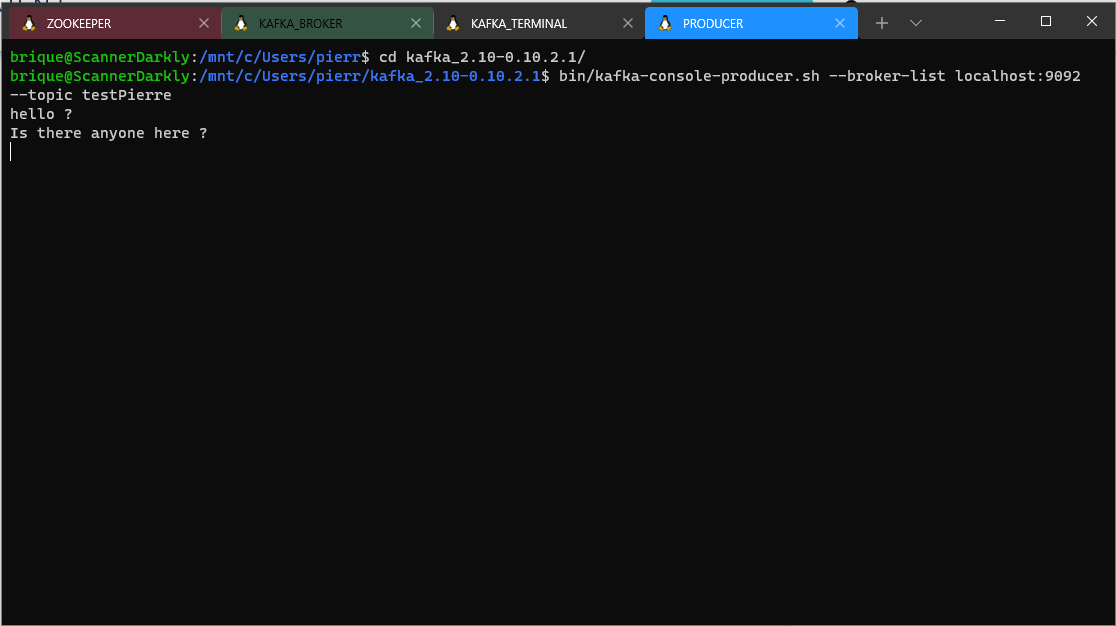 ZOOKEEPER
KAFKA_BROKER
KAFKA_TERMINAL
PRODUCER
brique@ScannerDarkly:/mnt/c/Users/pierr$ cd kafka_2.10-0.10.2.1/
brique@ScannerDarkly:/mnt/c/Users/pierr/kafka_2.10-0.10.2.1$ bin/kafka-console-producer.sh --broker-list localhost:9092
--topic testPierre
hello ?
Is there anyone here ?